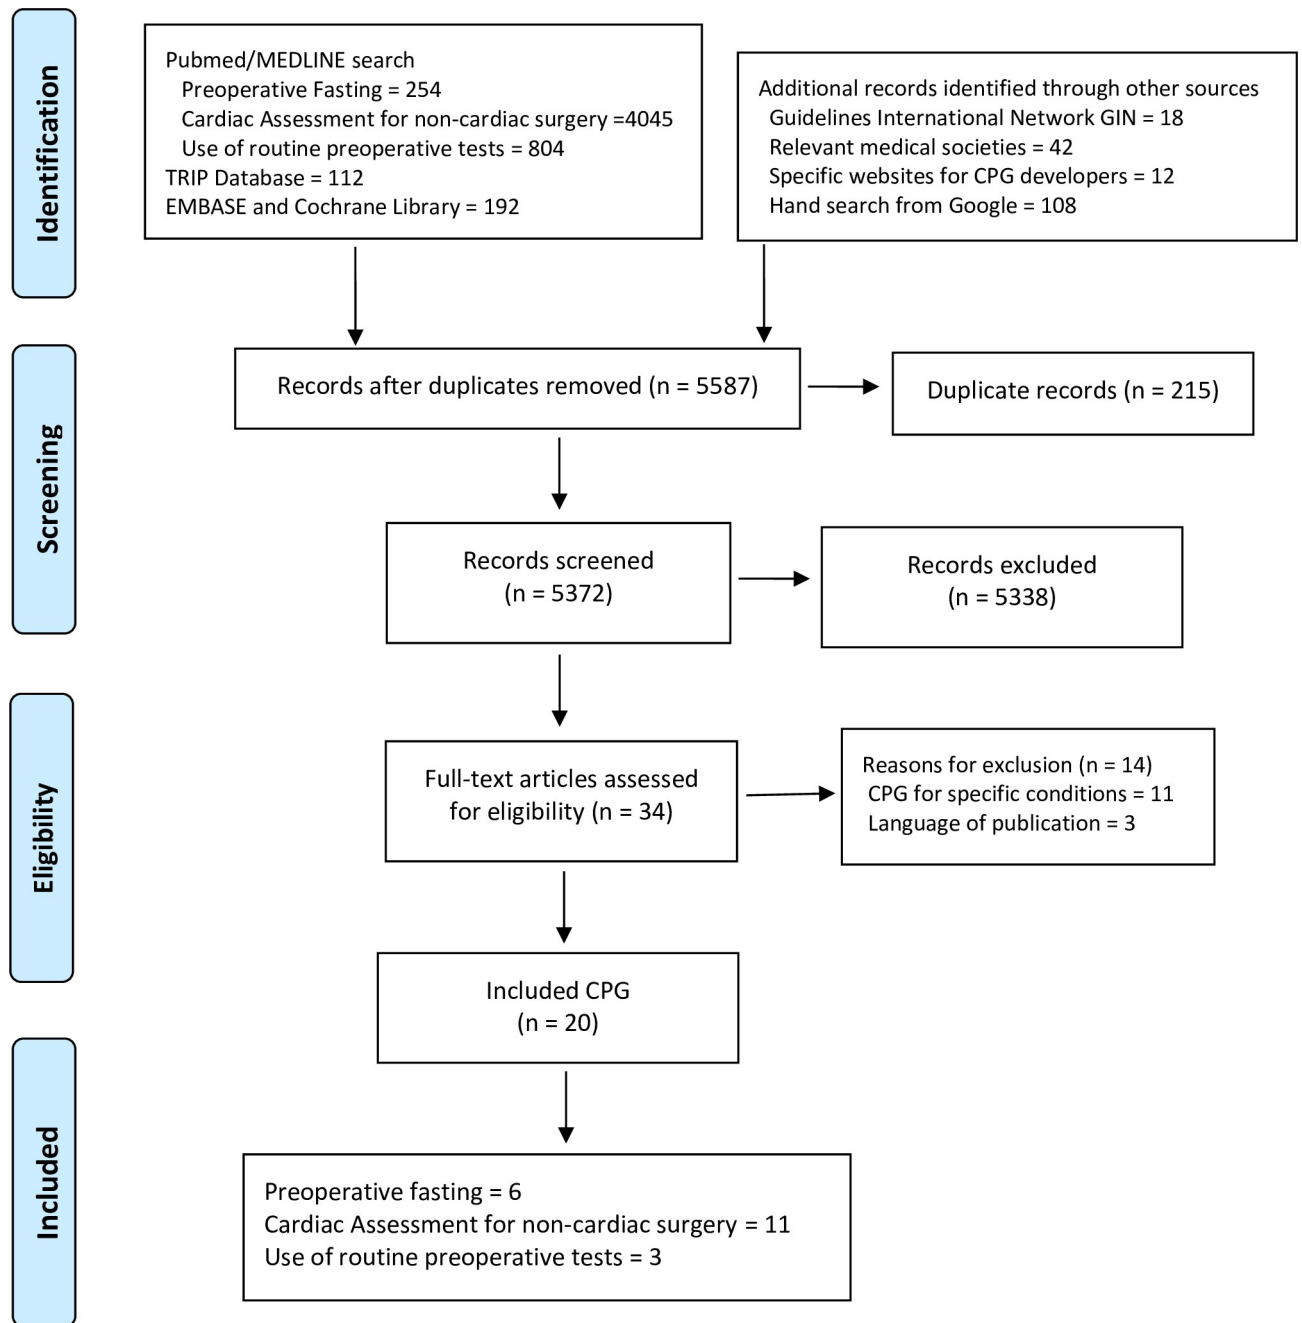 Identification
Pubmed/MEDLINE search
Preoperative Fasting = 254
Cardiac Assessment for non-cardiac surgery =4045
Use of routine preoperative tests = 804
TRIP Database = 112
EMBASE and Cochrane Library = 192
Additional records identified through other sources
Guidelines International Network GIN = 18
Relevant medical societies = 42
Specific websites for CPG developers = 12
Hand search from Google = 108
Screening
Records after duplicates removed (n = 5587)
Duplicate records (n = 215)
Records screened
(n = 5372)
Records excluded
(n = 5338)
Eligibility
Full-text articles assessed
for eligibility (n = 34)
Reasons for exclusion (n = 14)
CPG for specific conditions = 11
Language of publication = 3
Included CPG
(n = 20)
Included
Preoperative fasting = 6
Cardiac Assessment for non-cardiac surgery = 11
Use of routine preoperative tests = 3